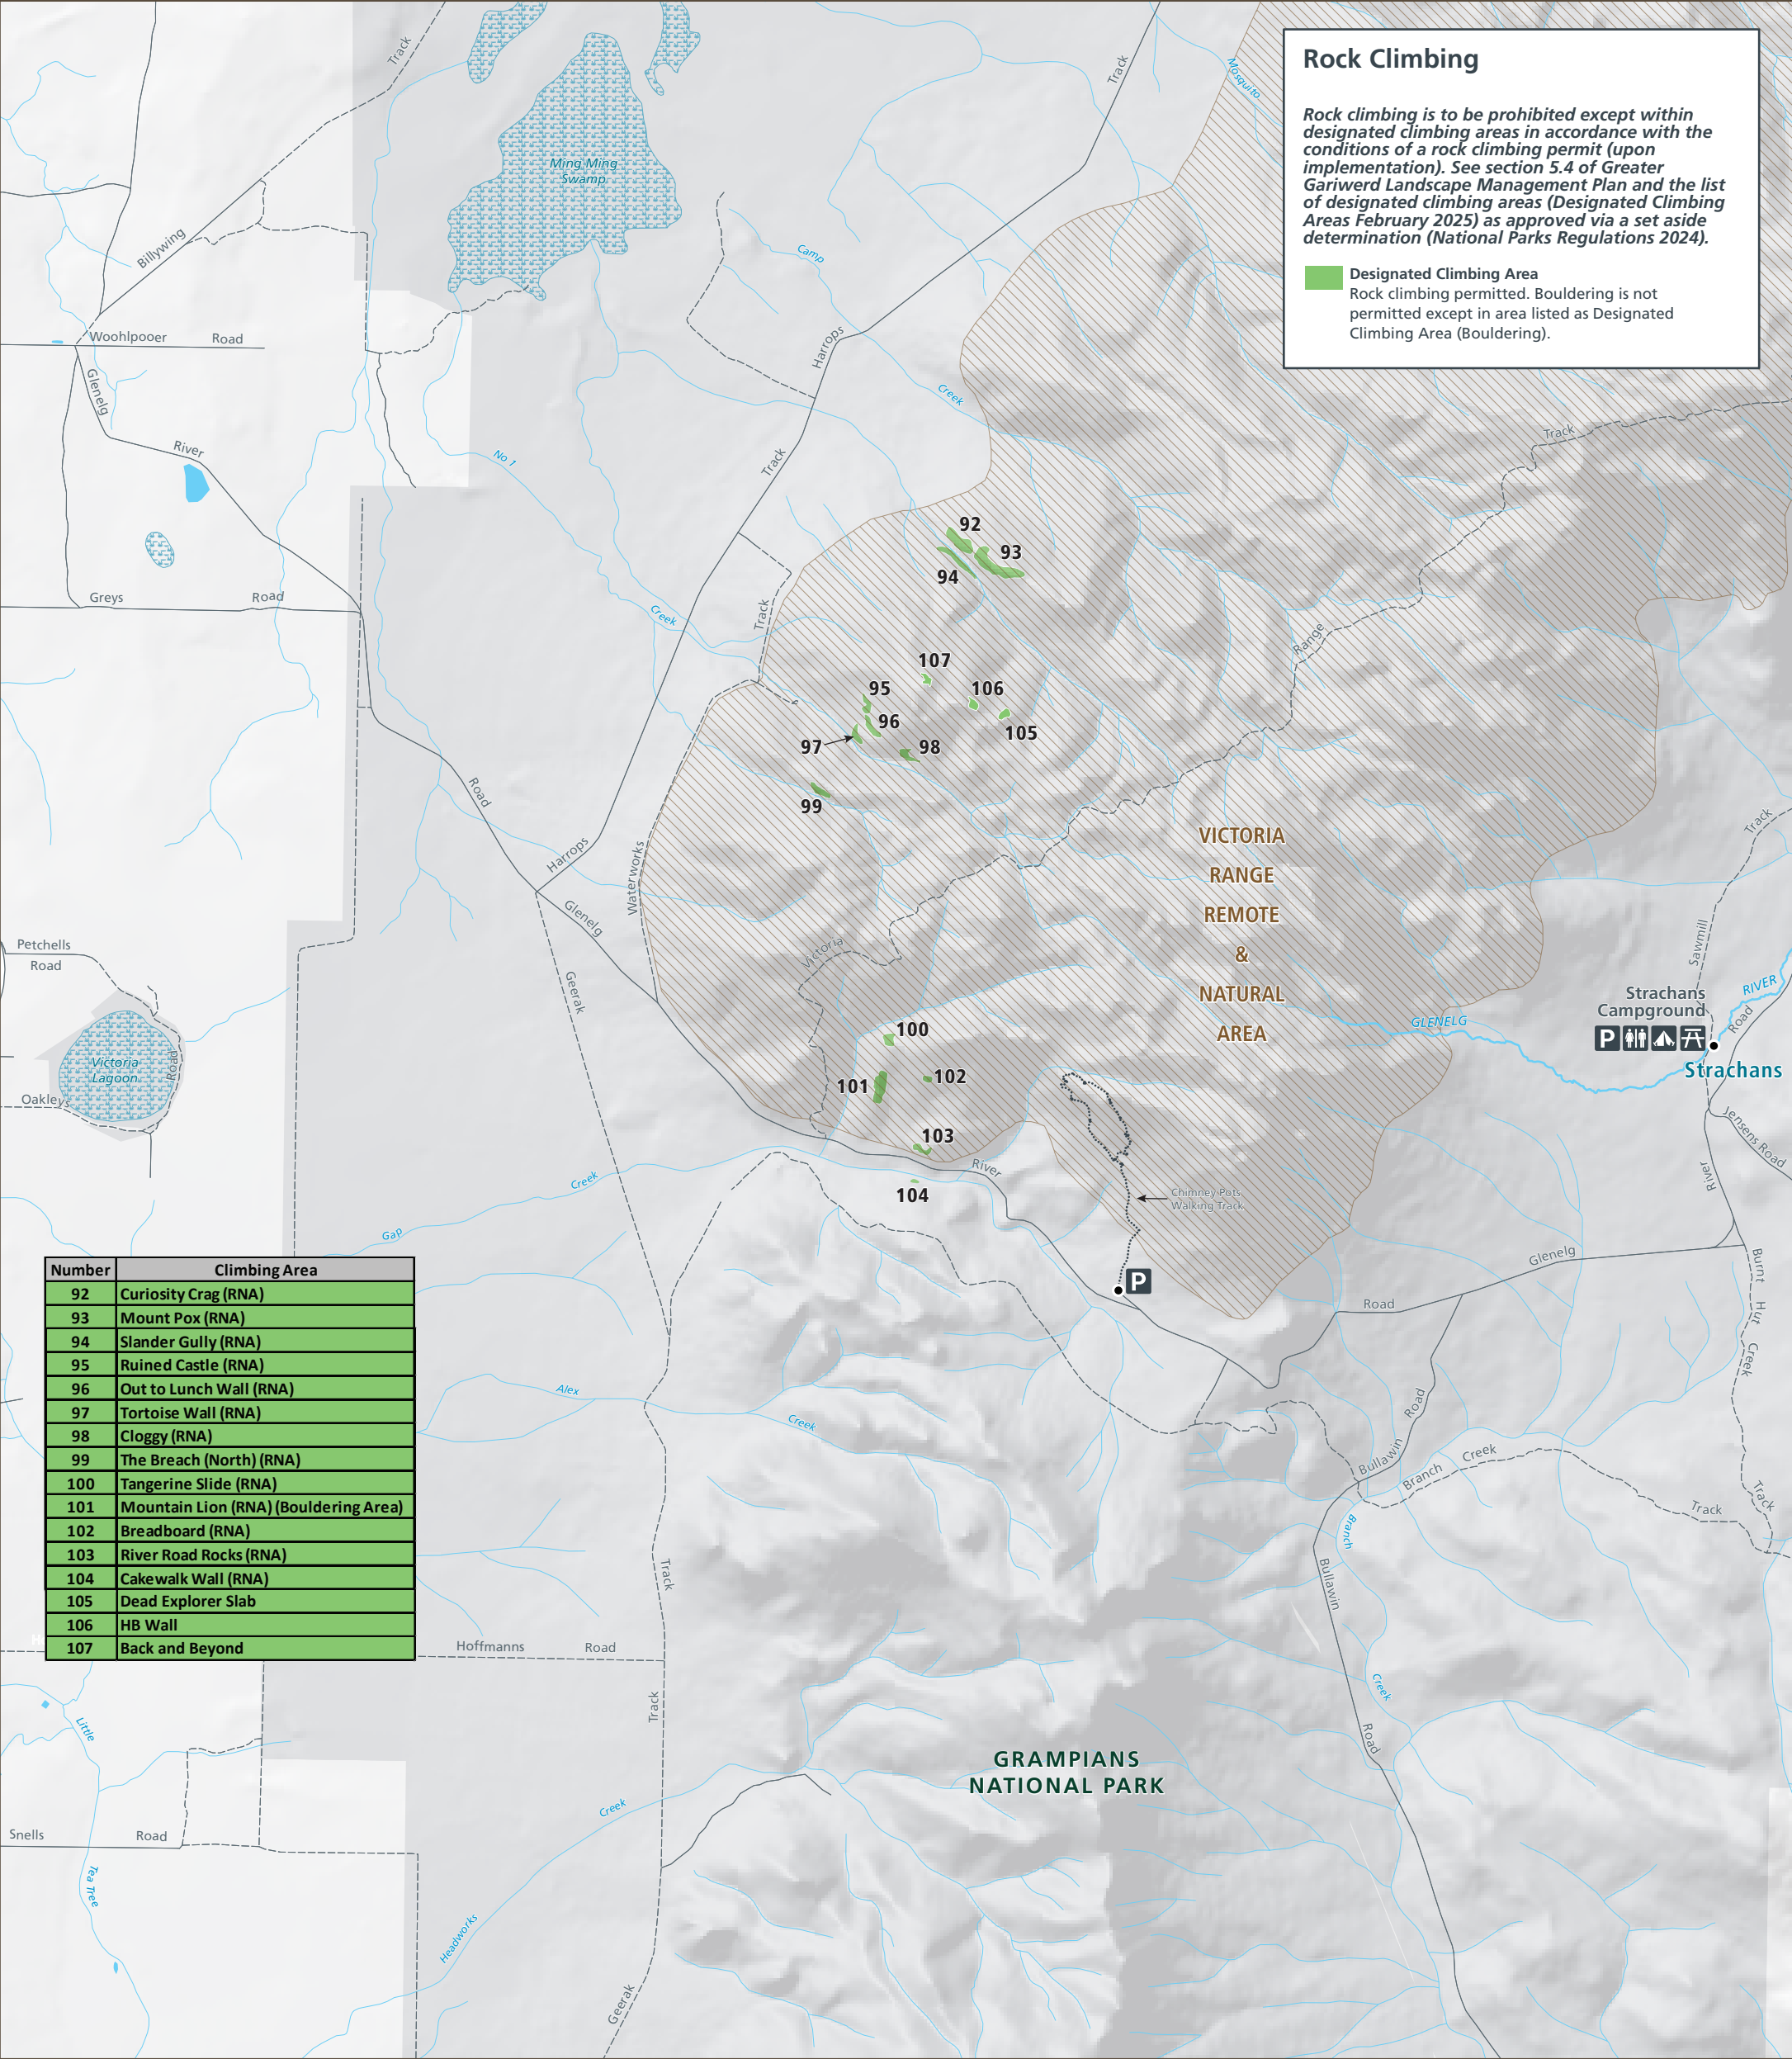 Rock Climbing
Rock climbing is to be prohibited except within
designated climbing areas in accordance with the
conditions of a rock climbing permit (upon
implementation). See section 5.4 of Greater
Gariwerd Landscape Management Plan and the list
of designated climbing areas (Designated Climbing
Areas February 2025) as approved via a set aside
determination (National Parks Regulations 2024).
Designated Climbing Area
Rock climbing permitted. Bouldering is not
permitted except in area listed as Designated
Climbing Area (Bouldering).
Track
Track
Mosquito
Ming Ming
Swamp
Billywing
Camp
Woohlpooer Road
Harrops
Glenelg
Creek
River
No 1
Track
Track
92
93
94
Greys Road
Creek
Track
Range
107
95
106
96
105
97
98
99
Road
Harrops
Waterworks
Glenelg
VICTORIA
RANGE
REMOTE
&
NATURAL
AREA
Track
Sawmill
Petchells
Road
Victoria
Geerak
Strachans
Campground
P
RIVER
Road
GLENELG
Strachans
Victoria
Lagoon
Road
Oakleys
100
101
102
103
104
River
Creek
Gap
Chimney Pots
Walking Track
P
Jensens Road
River
Glenelg
Road
Burnt Hut Creek
Track
Number Climbing Area
92 Curiosity Crag (RNA)
93 Mount Pox (RNA)
94 Slander Gully (RNA)
95 Ruined Castle (RNA)
96 Out to Lunch Wall (RNA)
97 Tortoise Wall (RNA)
98 Cloggy (RNA)
99 The Breach (North) (RNA)
100 Tangerine Slide (RNA)
101 Mountain Lion (RNA) (Bouldering Area)
102 Breadboard (RNA)
103 River Road Rocks (RNA)
104 Cakewalk Wall (RNA)
105 Dead Explorer Slab
106 HB Wall
107 Back and Beyond
Alex
Creek
Road
Bullawin
Branch Creek
Track
Branch
Bullawin
Track
Hoffmanns Road
Track
Creek
Road
Little
GRAMPIANS
NATIONAL PARK
Creek
Snells Road
Tea Tree
Headworks
Geerak